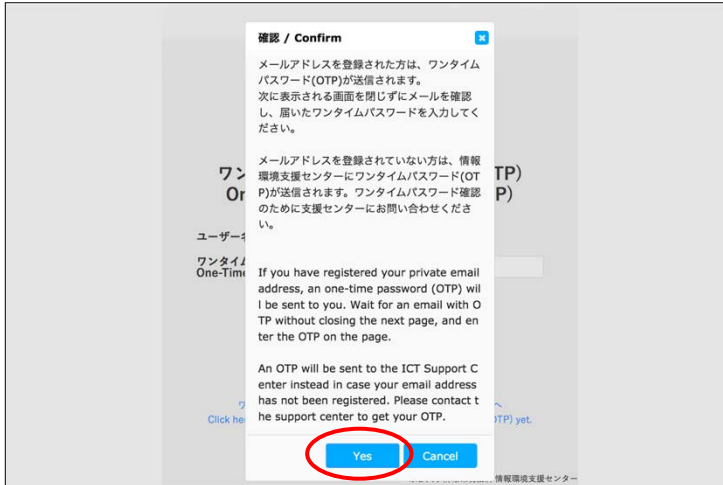 確認 / Confirm
メールアドレスを登録された方は、ワンタイム
パスワード(OTP)が送信されます。
次に表示される画面を閉じずにメールを確認
し、届いたワンタイムパスワードを入力してく
ださい。
メールアドレスを登録されていない方は、情報
環境支援センターにワンタイムパスワード(OT
P)が送信されます。ワンタイムパスワード確認
のために支援センターにお問い合わせくださ
い。
ワン
TP)
On
P)
ユーザー名
ワンタイム
One-Time
If you have registered your private email
address, an one-time password (OTP) wil
l be sent to you. Wait for an email with O
TP without closing the next page, and en
ter the OTP on the page.
An OTP will be sent to the ICT Support C
enter instead in case your email address
has not been registered. Please contact t
he support center to get your OTP.
ワ
へ
Click he
OTP) yet.
Yes
Cancel
情報環境支援センター